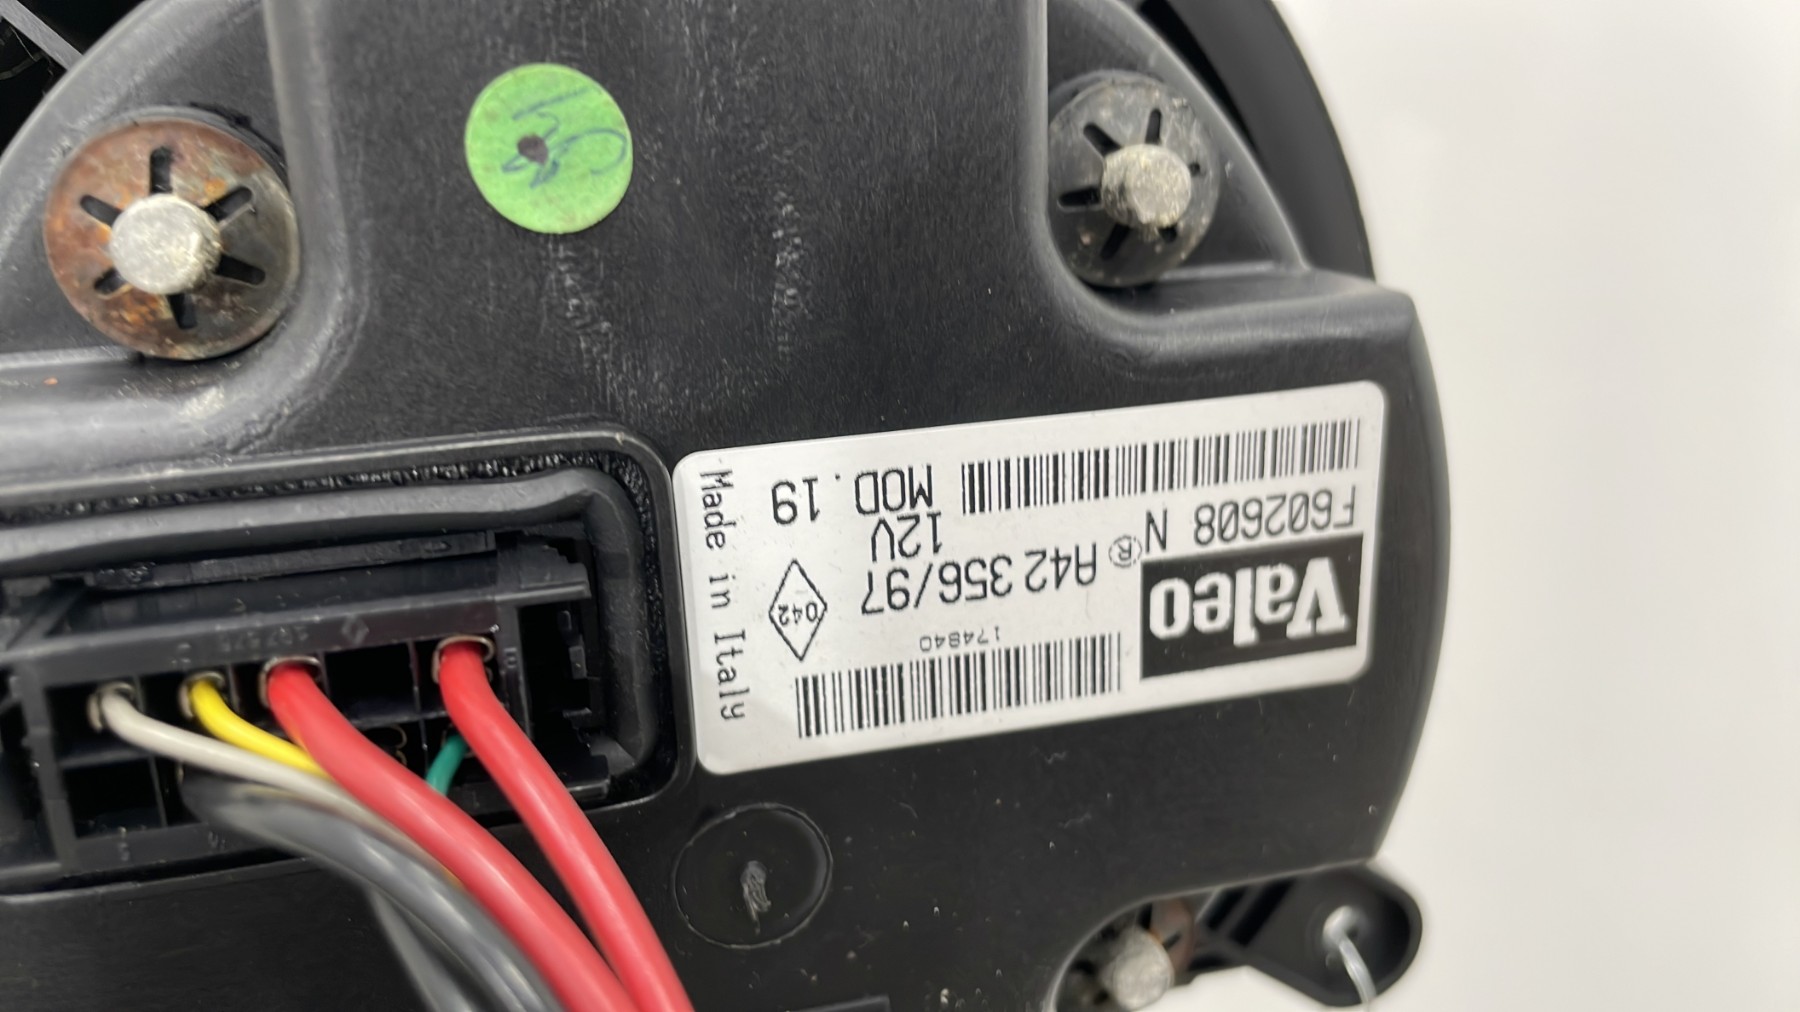 174840
Valeo
® A42 356/97
042
12V
F602608 N
MOD. 19
Made in Italy